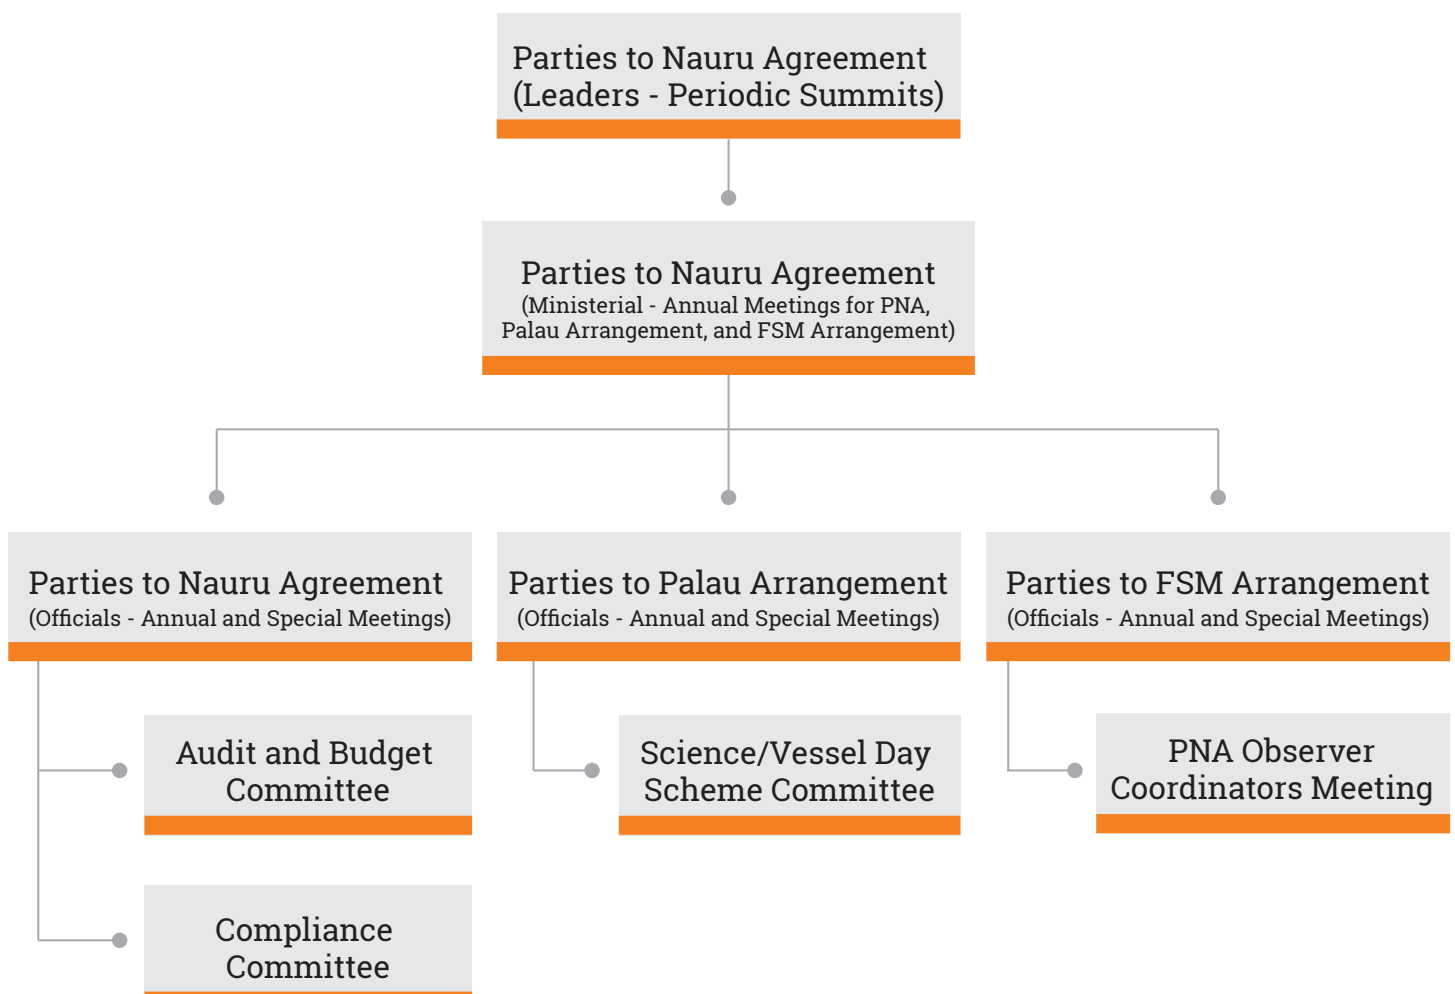 Parties to Nauru Agreement
(Leaders - Periodic Summits)
Parties to Nauru Agreement
(Ministerial - Annual Meetings for PNA,
Palau Arrangement, and FSM Arrangement)
Parties to Nauru Agreement
(Officials - Annual and Special Meetings)
Parties to Palau Arrangement
(Officials - Annual and Special Meetings)
Parties to FSM Arrangement
(Officials - Annual and Special Meetings)
Audit and Budget
Committee
Science/Vessel Day
Scheme Committee
PNA Observer
Coordinators Meeting
Compliance
Committee